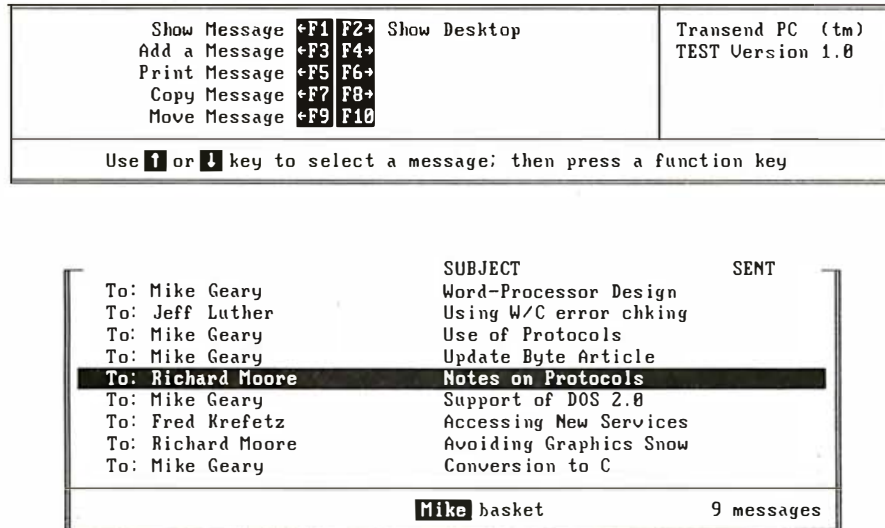 Show Message ←F1 F2→ Show Desktop
Add a Message ←F3 F4→
Print Message ←F5 F6→
Copy Message ←F7 F8→
Move Message ←F9 F10
Transend PC (tm)
TEST Version 1.0
Use ↑ or ↓ key to select a message; then press a function key
SUBJECT SENT
To: Mike Geary Word-Processor Design
To: Jeff Luther Using W/C error chking
To: Mike Geary Use of Protocols
To: Mike Geary Update Byte Article
To: Richard Moore Notes on Protocols
To: Mike Geary Support of DOS 2.0
To: Fred Krefetz Accessing New Services
To: Richard Moore Avoiding Graphics Snow
To: Mike Geary Conversion to C
Mike basket 9 messages